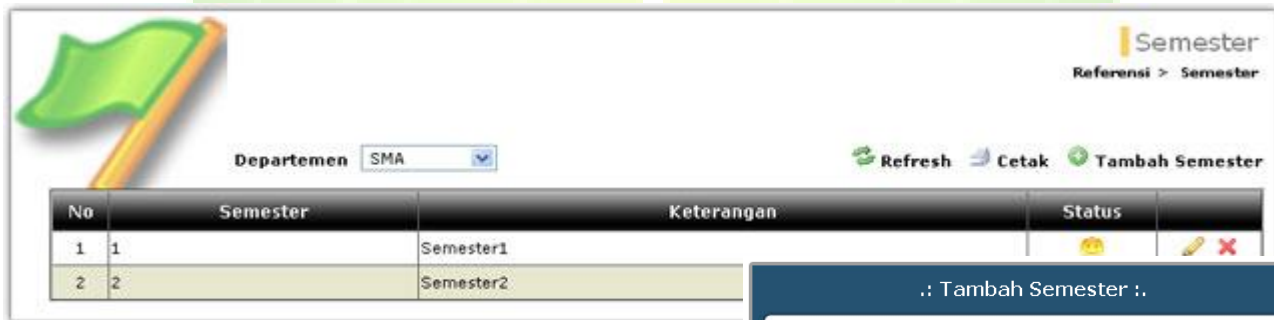 Semester
Referensi > Semester
Departemen SMA Refresh Cetak Tambah Semester
No Semester Keterangan Status
1 1 Semester1
2 2 Semester2
.: Tambah Semester :.